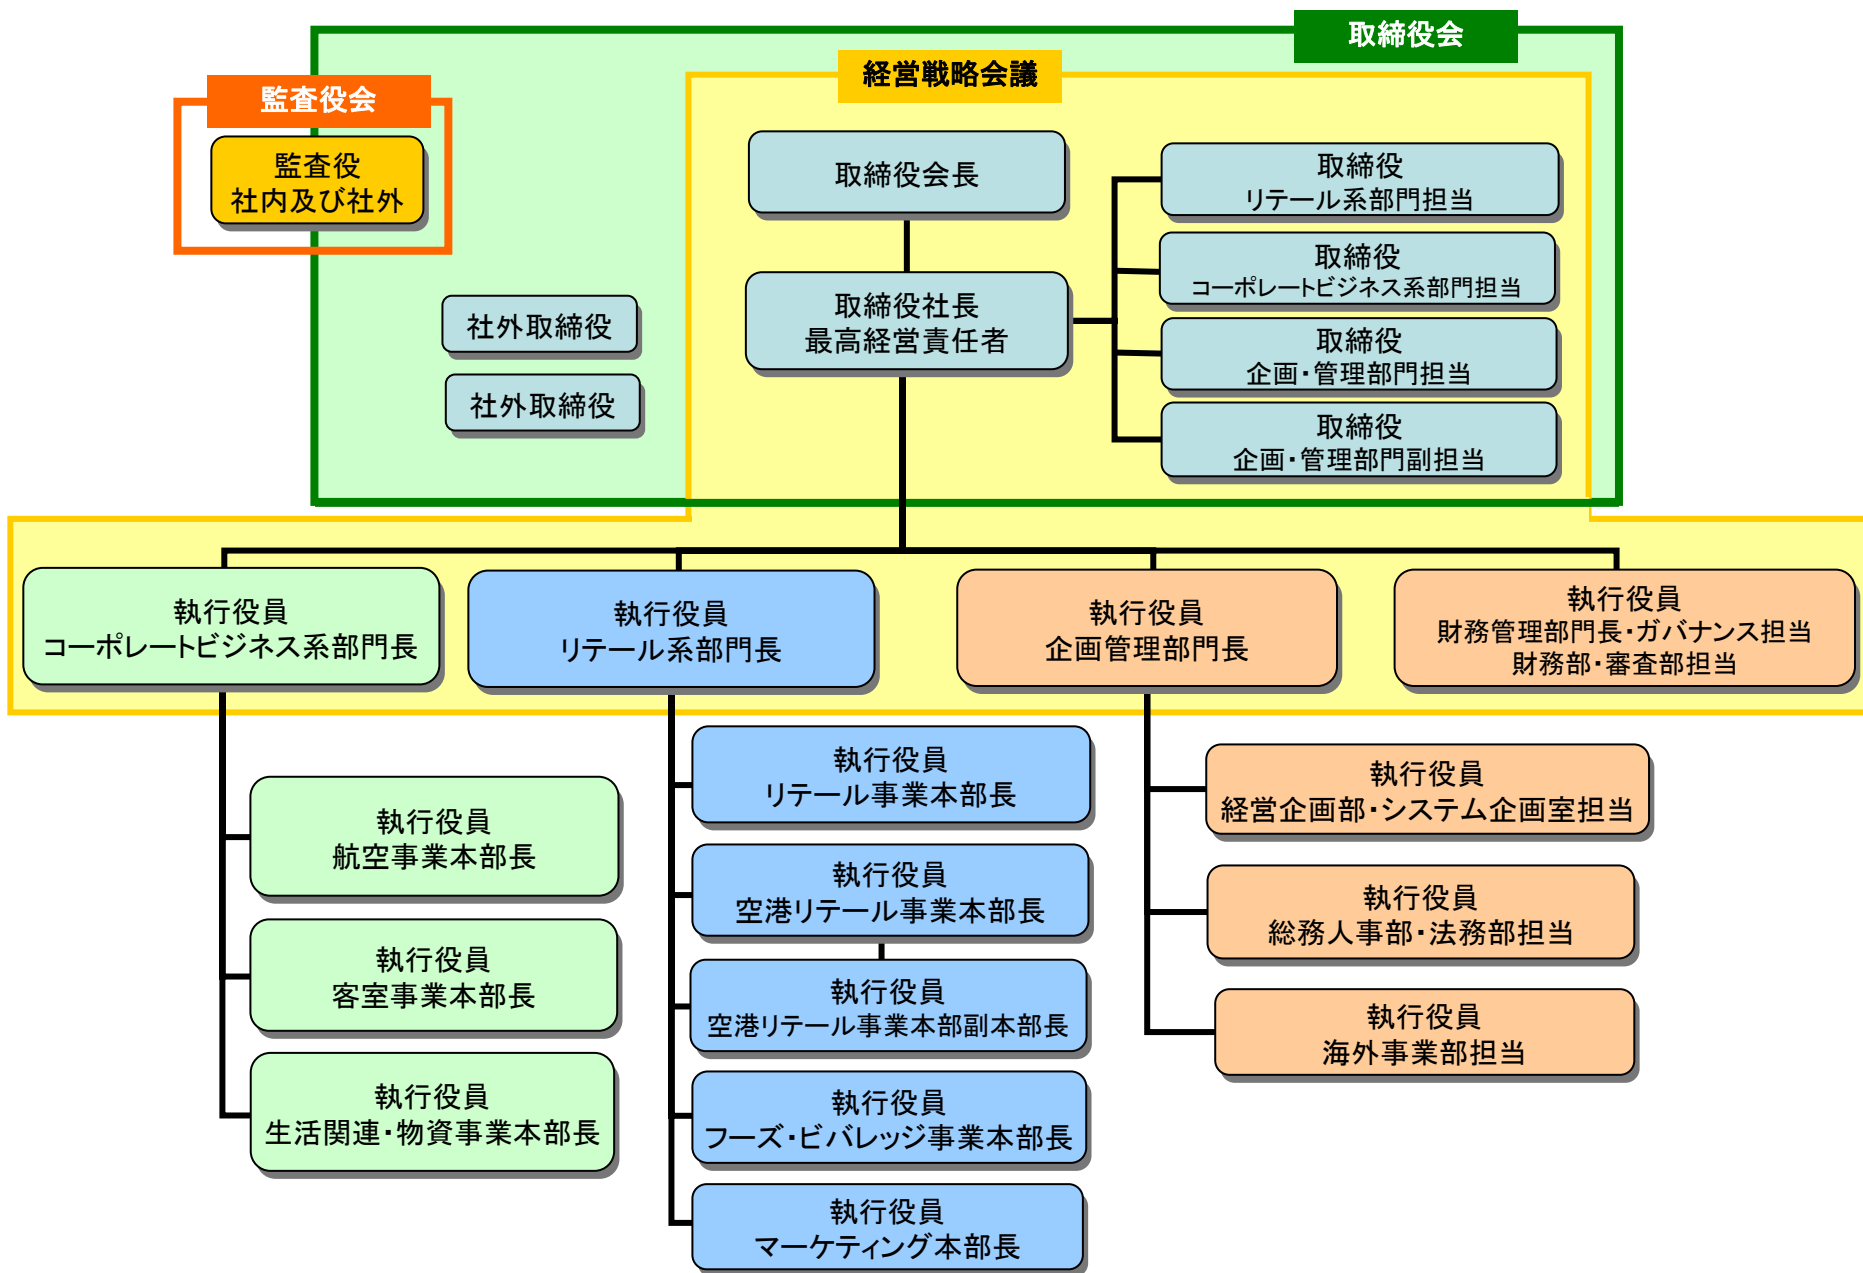 取締役会
経営戦略会議
監査役会
監査役
社内及び社外
取締役会長
取締役
リテール系部門担当
取締役
コーポレートビジネス系部門担当
取締役社長
最高経営責任者
社外取締役
取締役
企画・管理部門担当
社外取締役
取締役
企画・管理部門副担当
執行役員
コーポレートビジネス系部門長
執行役員
リテール系部門長
執行役員
企画管理部門長
執行役員
財務管理部門長・ガバナンス担当
財務部・審査部担当
執行役員
航空事業本部長
執行役員
客室事業本部長
執行役員
生活関連・物資事業本部長
執行役員
リテール事業本部長
執行役員
空港リテール事業本部長
執行役員
空港リテール事業本部副本部長
執行役員
フーズ・ビバレッジ事業本部長
執行役員
マーケティング本部長
執行役員
経営企画部・システム企画室担当
執行役員
総務人事部・法務部担当
執行役員
海外事業部担当